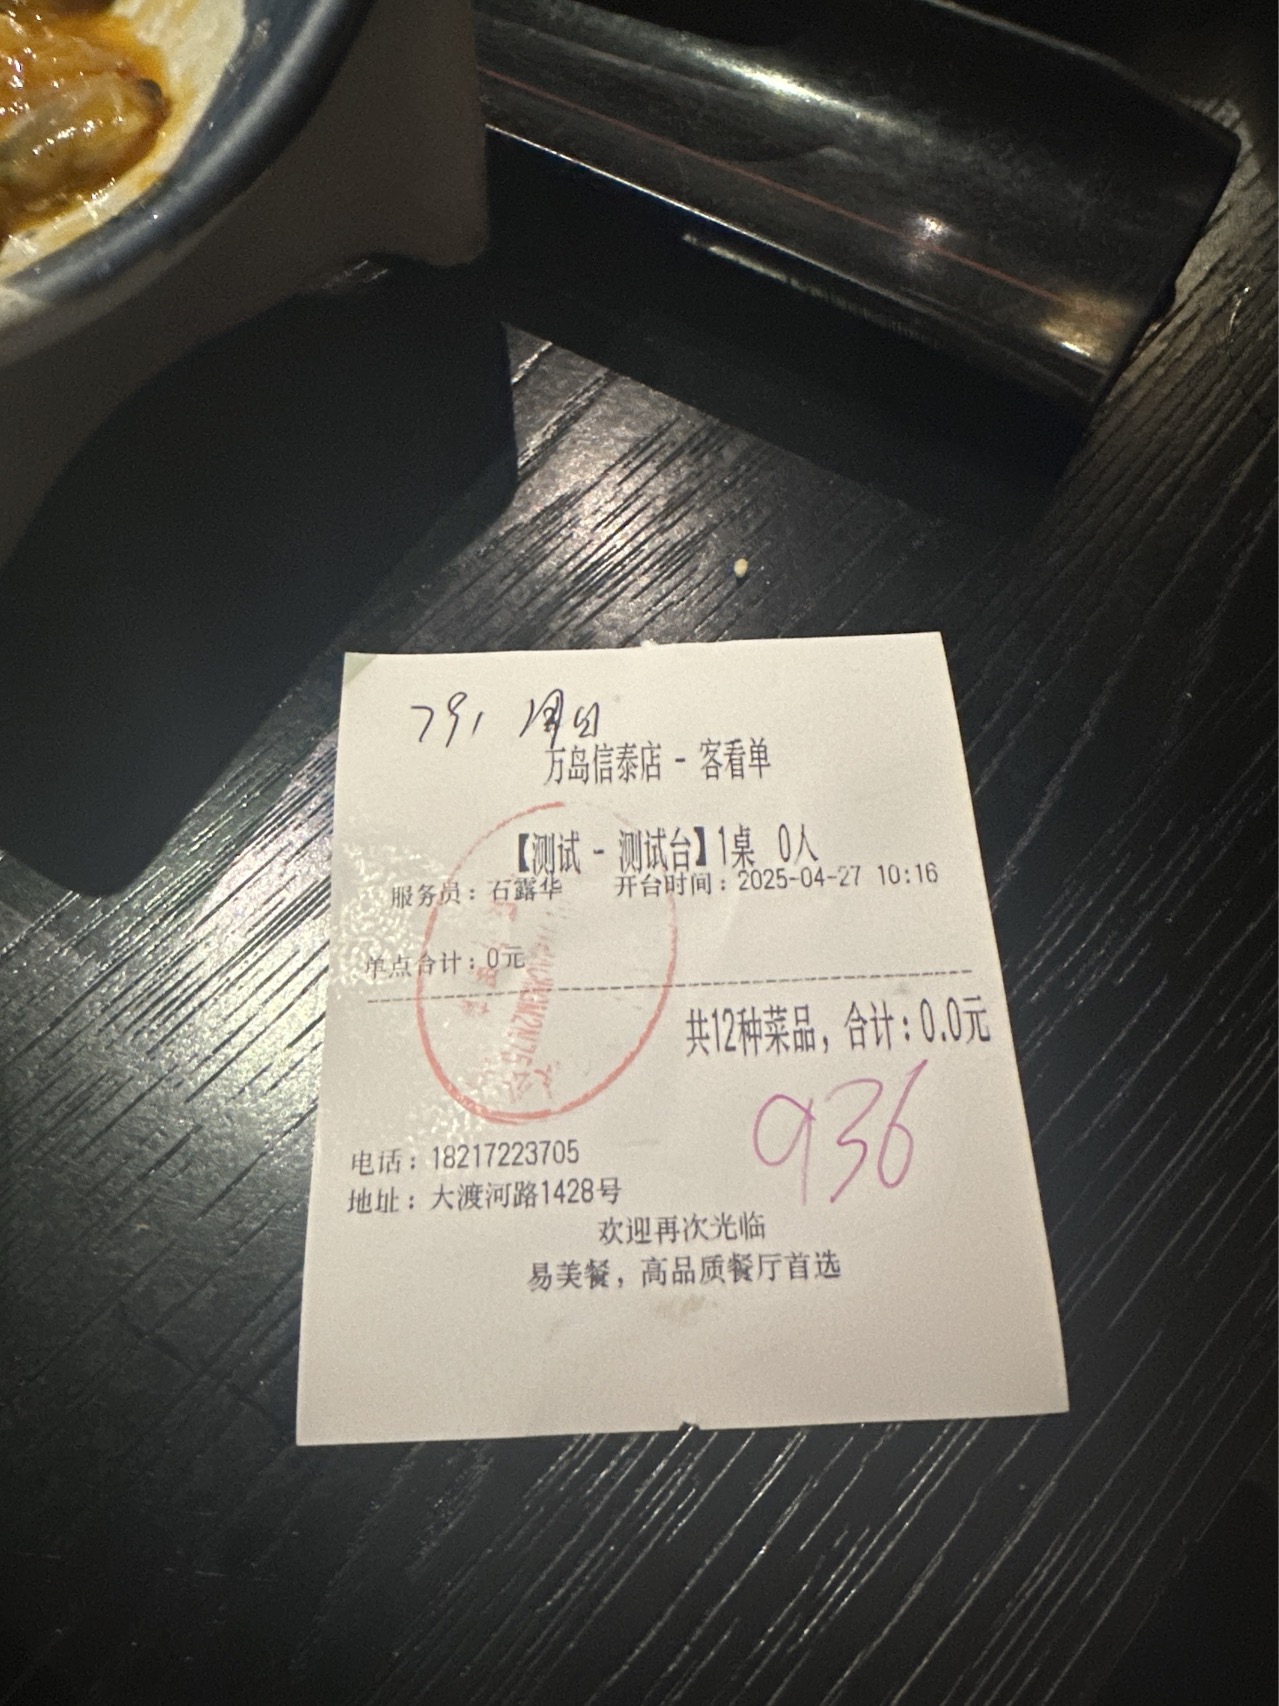 791 周日
万岛信泰店 - 客看单
【测试 - 测试台】1桌 0人
服务员：石露华 开台时间：2025-04-27 10:16
单点合计：0元
共12种菜品，合计：0.0元
936
电话：18217223705
地址：大渡河路1428号
欢迎再次光临
易美餐，高品质餐厅首选